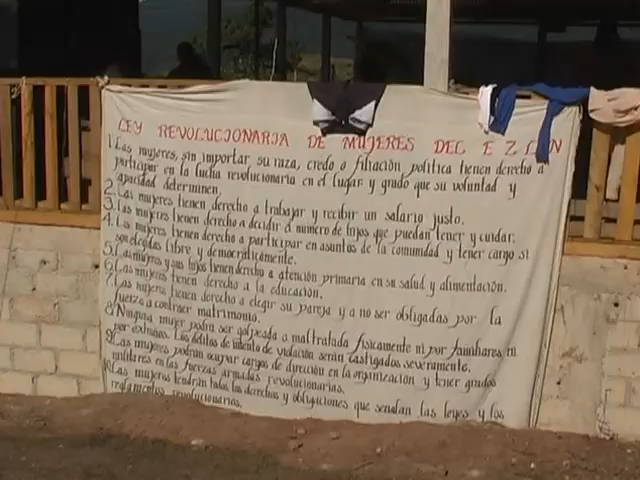 LEY REVOLUCIONARIA DE MUJERES DEL EZLN
1. Las mujeres, sin importar su raza, credo o filiación política tienen derecho a
participar en la lucha revolucionaria en el lugar y grado que su voluntad y
capacidad determinen.
2. Las mujeres tienen derecho a trabajar y recibir un salario justo.
3. Las mujeres tienen derecho a decidir el número de hijos que puedan tener y cuidar.
4. Las mujeres tienen derecho a participar en asuntos de la comunidad y tener cargo si
son elegidas libre y democráticamente.
5. Las mujeres y sus hijos tienen derecho a atención primaria en su salud y alimentación.
6. Las mujeres tienen derecho a la educación.
7. Las mujeres tienen derecho a elegir su pareja y a no ser obligadas por la
fuerza a contraer matrimonio.
8. Ninguna mujer podrá ser golpeada o maltratada físicamente ni por familiares ni
por extraños. Los delitos de intento de violación serán castigados severamente.
9. Las mujeres podrán ocupar cargos de dirección en la organización y tener grados
militares en las fuerzas armadas revolucionarias.
10. Las mujeres tendrán todos los derechos y obligaciones que señalan las leyes y los
reglamentos revolucionarios.